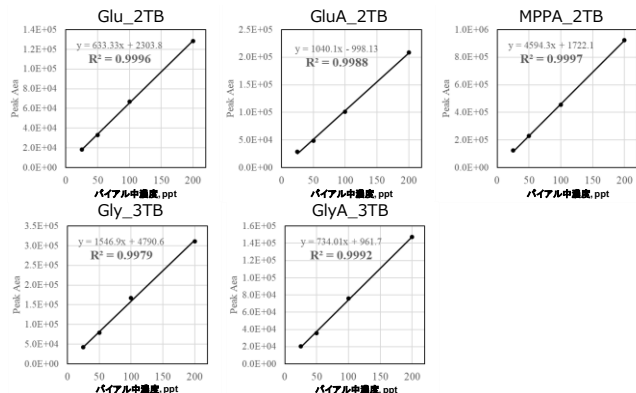 Glu_2TB
GluA_2TB
MPPA_2TB
1.4E+05
1.2E+05
1.0E+05
8.0E+04
6.0E+04
4.0E+04
2.0E+04
0.0E+00
Peak Aea
y = 633.33x + 2303.8
R² = 0.9996
0 50 100 150 200
バイアル中濃度, ppt
2.5E+05
2.0E+05
1.5E+05
1.0E+05
5.0E+04
0.0E+00
Peak Aea
y = 1040.1x - 998.13
R² = 0.9988
0 50 100 150 200
バイアル中濃度, ppt
1.0E+06
8.0E+05
6.0E+05
4.0E+05
2.0E+05
0.0E+00
Peak Aea
y = 4594.3x + 1722.1
R² = 0.9997
0 50 100 150 200
バイアル中濃度, ppt
Gly_3TB
GlyA_3TB
3.5E+05
3.0E+05
2.5E+05
2.0E+05
1.5E+05
1.0E+05
5.0E+04
0.0E+00
Peak Aea
y = 1546.9x + 4790.6
R² = 0.9979
0 50 100 150 200
バイアル中濃度, ppt
1.6E+05
1.4E+05
1.2E+05
1.0E+05
8.0E+04
6.0E+04
4.0E+04
2.0E+04
0.0E+00
Peak Aea
y = 734.01x + 961.7
R² = 0.9992
0 50 100 150 200
バイアル中濃度, ppt